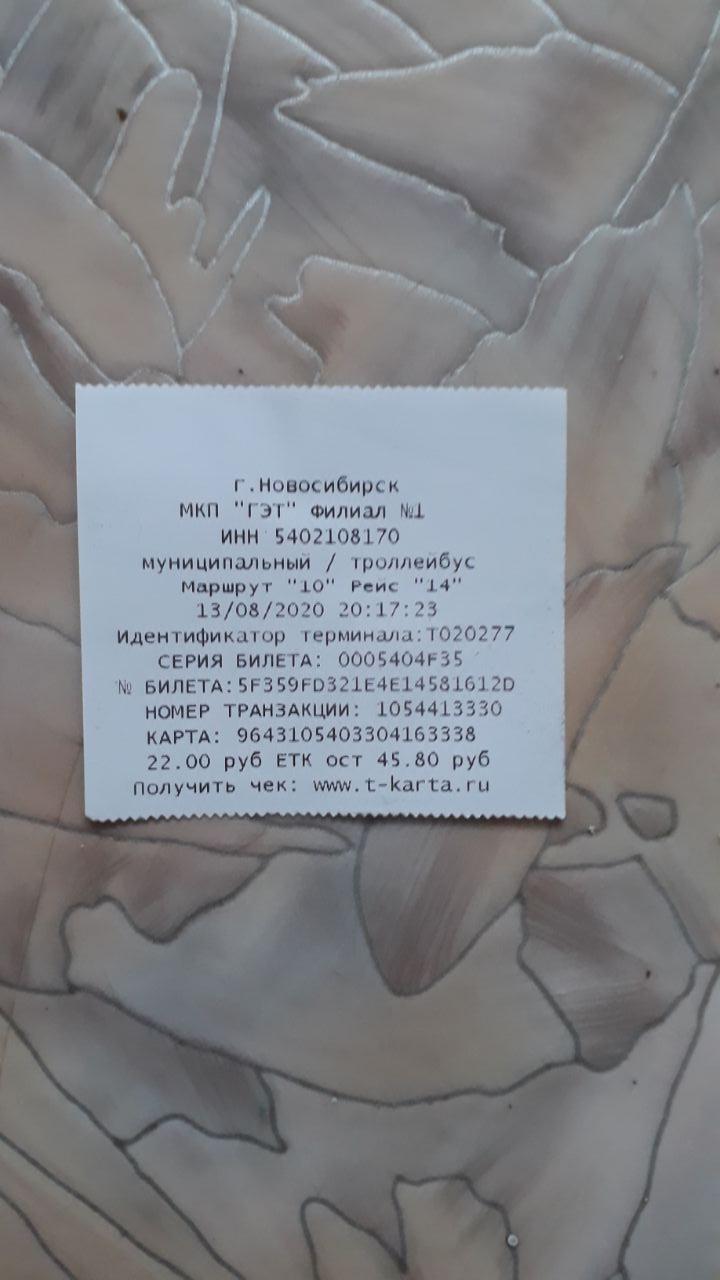 г.Новосибирск
МКП "ГЭТ" Филиал №1
ИНН 5402108170
муниципальный / троллейбус
Маршрут "10" Рейс "14"
13/08/2020 20:17:23
Идентификатор терминала:T020277
СЕРИЯ БИЛЕТА: 0005404F35
№ БИЛЕТА:5F359FD321E4E14581612D
НОМЕР ТРАНЗАКЦИИ: 1054413330
КАРТА: 9643105403304163338
22.00 руб ЕТК ост 45.80 руб
Получить чек: www.t-karta.ru